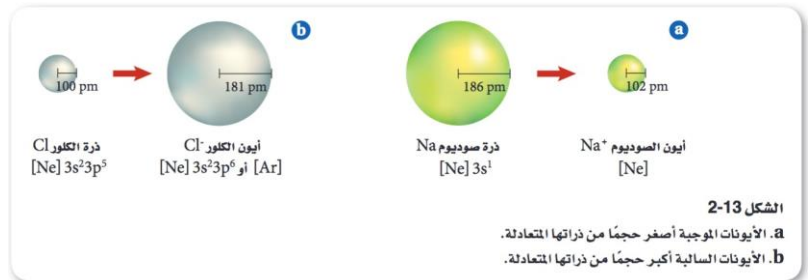 a
186 pm
102 pm
ذرة صوديوم Na
[Ne] 3s¹
أيون الصوديوم Na⁺
[Ne]
b
100 pm
181 pm
ذرة الكلور Cl
[Ne] 3s²3p⁵
أيون الكلور Cl⁻
[Ne] 3s²3p⁶ أو [Ar]
الشكل 13-2
a. الأيونات الموجبة أصغر حجمًا من ذراتها المتعادلة.
b. الأيونات السالبة أكبر حجمًا من ذراتها المتعادلة.